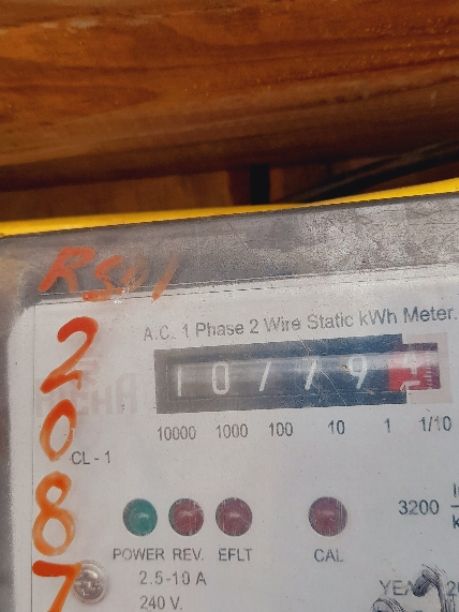 A.C. 1 Phase 2 Wire Static kWh Meter.
10779
10000 1000 100 10 1 1/10
2
0
8
7
CL - 1
3200
POWER REV. EFLT CAL
2.5-10 A
240 V.